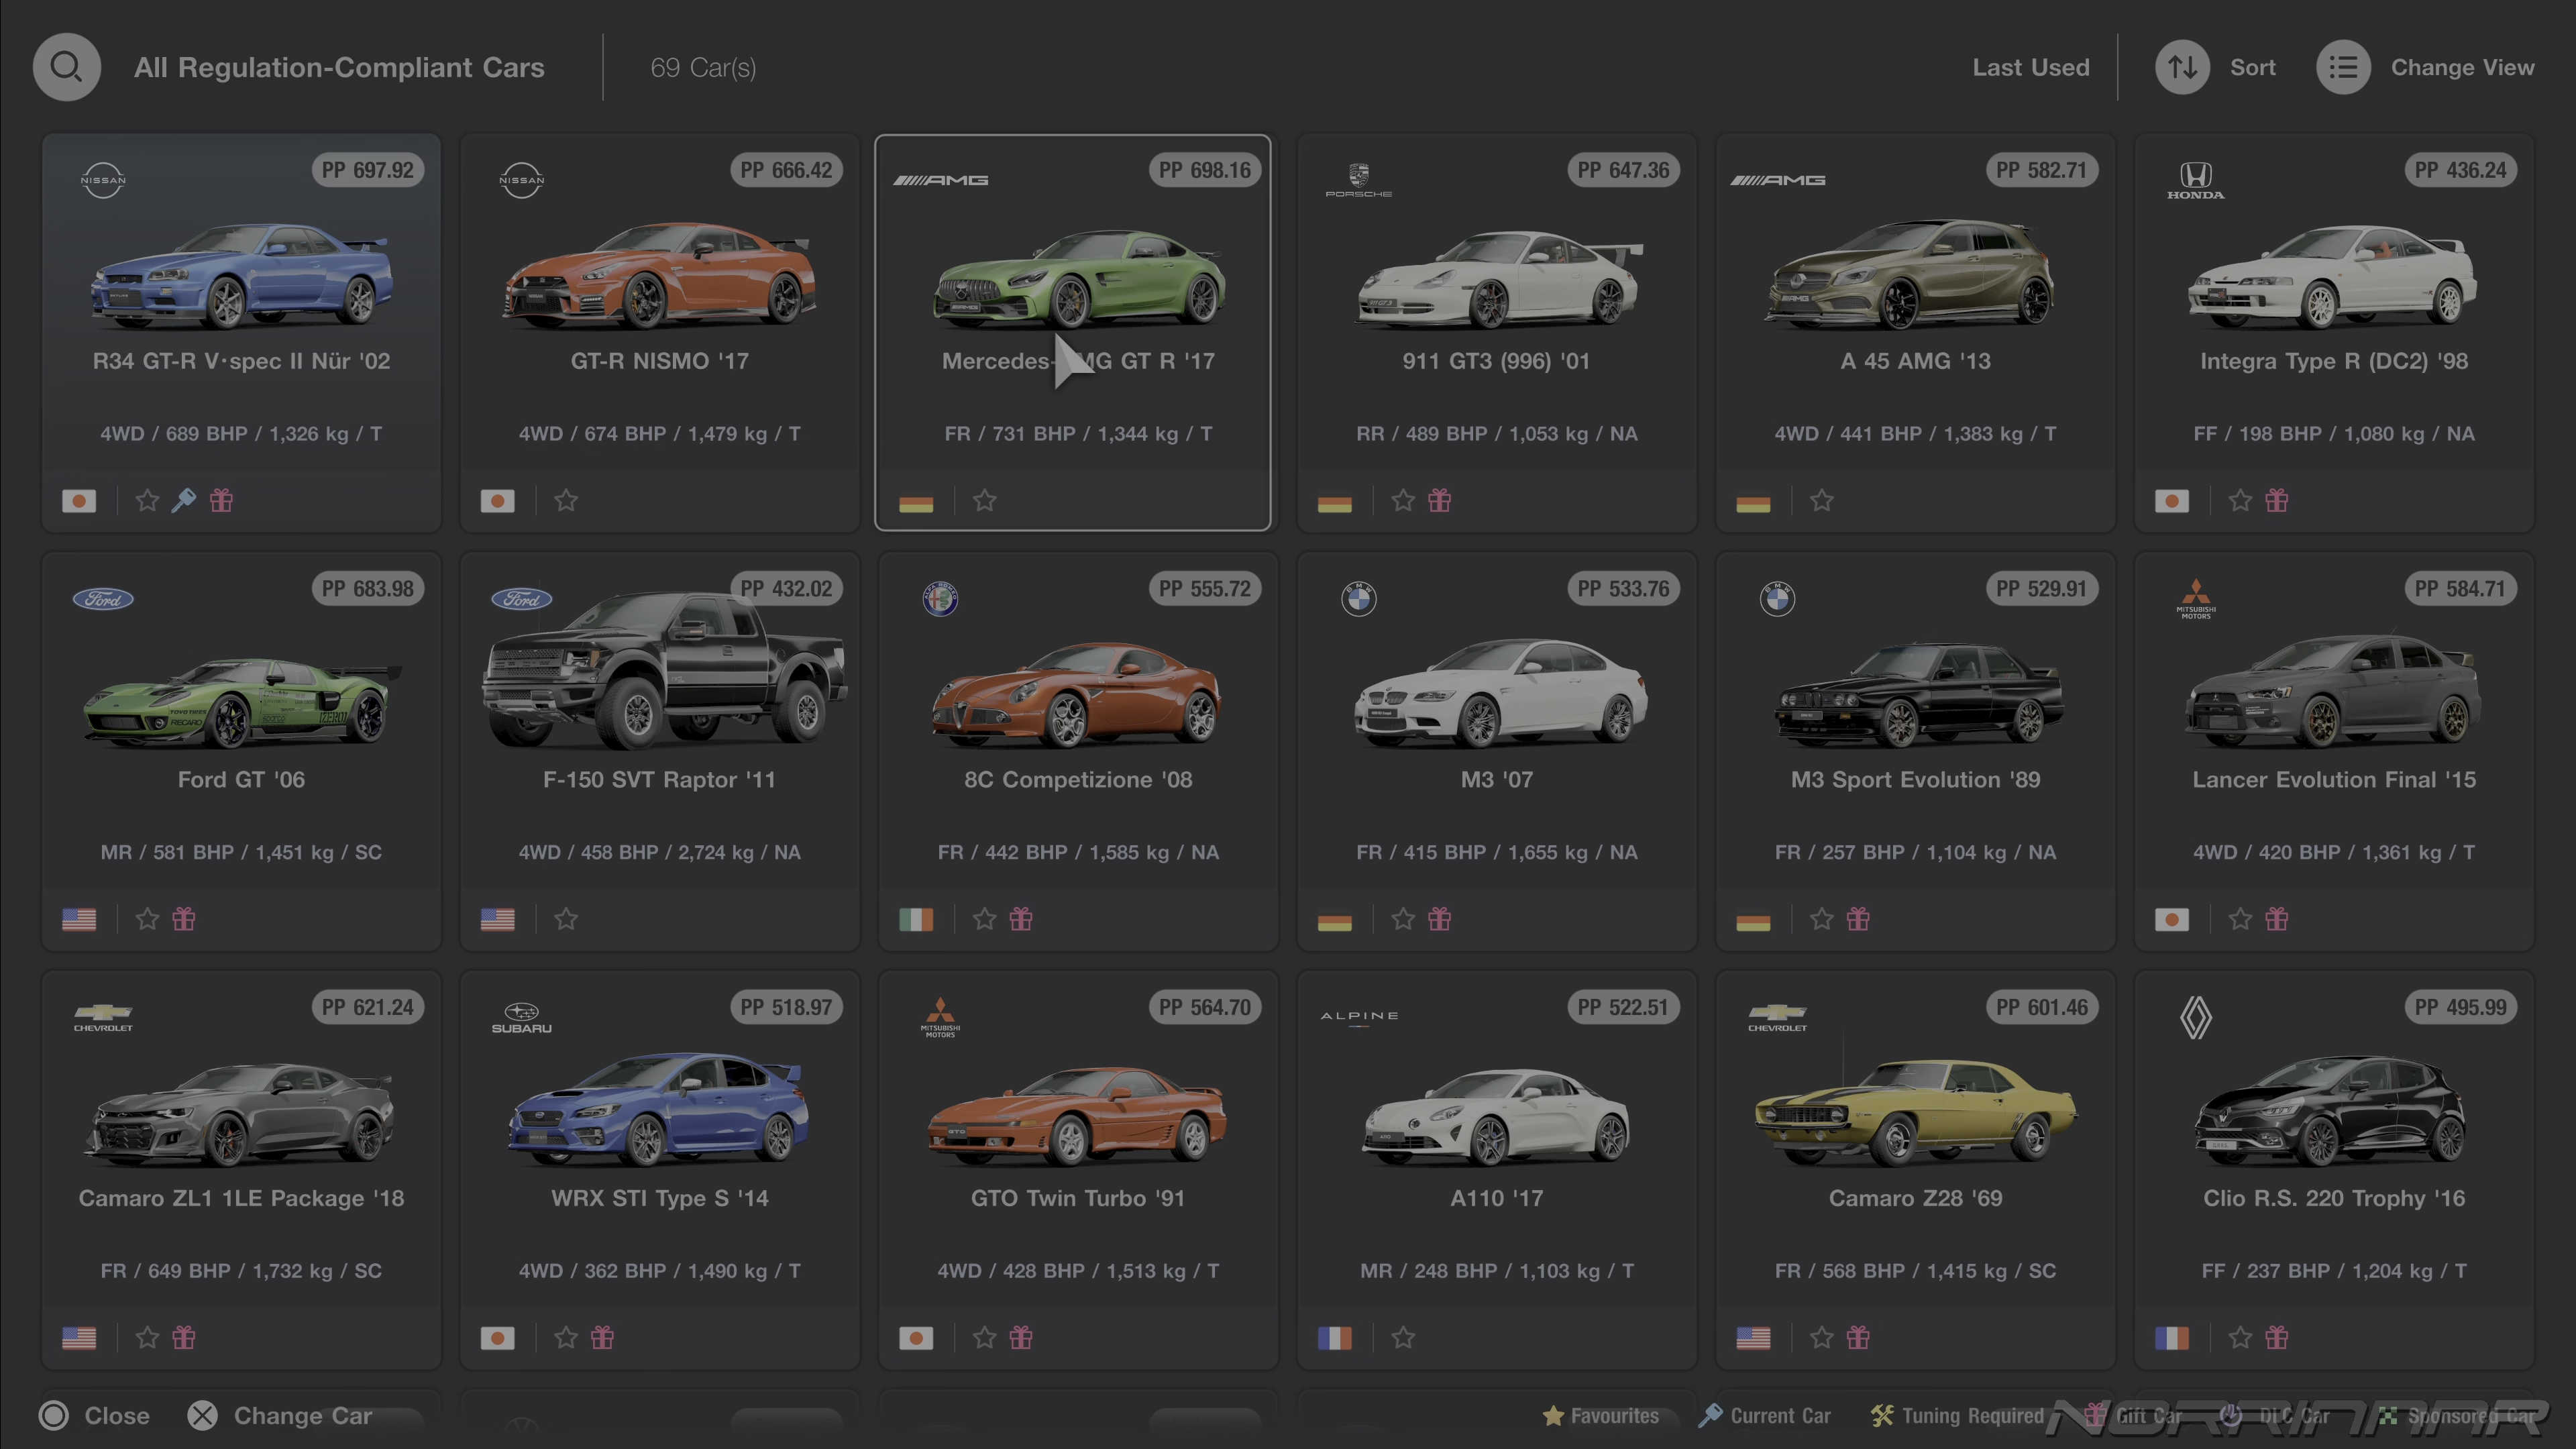 All Regulation-Compliant Cars
69 Car(s)
Last Used
Sort
Change View
NISSAN
PP 697.92
R34 GT-R V·spec II Nür '02
4WD / 689 BHP / 1,326 kg / T
NISSAN
PP 666.42
GT-R NISMO '17
4WD / 674 BHP / 1,479 kg / T
AMG
PP 698.16
Mercedes- MG GT R '17
FR / 731 BHP / 1,344 kg / T
PORSCHE
PP 647.36
911 GT3 (996) '01
RR / 489 BHP / 1,053 kg / NA
AMG
PP 582.71
A 45 AMG '13
4WD / 441 BHP / 1,383 kg / T
HONDA
PP 436.24
Integra Type R (DC2) '98
FF / 198 BHP / 1,080 kg / NA
Ford
PP 683.98
TOYO TIRES
RECARO
Ford GT '06
MR / 581 BHP / 1,451 kg / SC
Ford
PP 432.02
F-150 SVT Raptor '11
4WD / 458 BHP / 2,724 kg / NA
ALFA ROMEO
PP 555.72
8C Competizione '08
FR / 442 BHP / 1,585 kg / NA
BMW
PP 533.76
M3 '07
FR / 415 BHP / 1,655 kg / NA
BMW
PP 529.91
M3 Sport Evolution '89
FR / 257 BHP / 1,104 kg / NA
MITSUBISHI
MOTORS
PP 584.71
Lancer Evolution Final '15
4WD / 420 BHP / 1,361 kg / T
CHEVROLET
PP 621.24
Camaro ZL1 1LE Package '18
FR / 649 BHP / 1,732 kg / SC
SUBARU
PP 518.97
WRX STI Type S '14
4WD / 362 BHP / 1,490 kg / T
MITSUBISHI
MOTORS
PP 564.70
GTO
GTO Twin Turbo '91
4WD / 428 BHP / 1,513 kg / T
ALPINE
PP 522.51
A110 '17
MR / 248 BHP / 1,103 kg / T
CHEVROLET
PP 601.46
Camaro Z28 '69
FR / 568 BHP / 1,415 kg / SC
PP 495.99
Clio R.S. 220 Trophy '16
FF / 237 BHP / 1,204 kg / T
Close
Change Car
Favourites
Current Car
Tuning Required
Gift Car
DLC Car
Sponsored Car